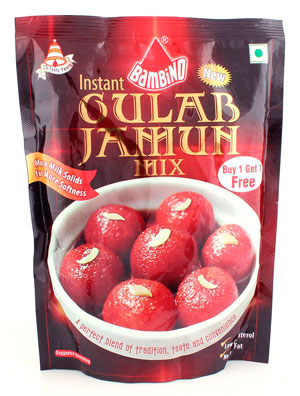 BAMBINO
®
Instant
New
GULAB
JAMUN
MIX
More Milk Solids
for More Softness
Buy 1 Get 1
Free
A perfect blend of tradition, taste and convenience.
Low Fat